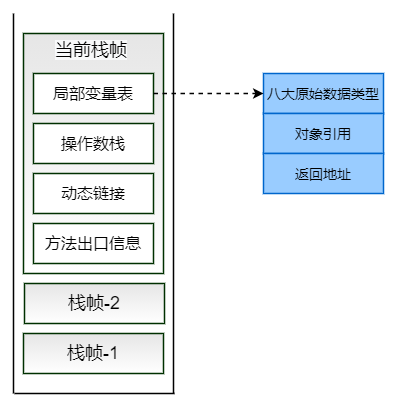 当前栈帧
局部变量表
操作数栈
动态链接
方法出口信息
栈帧-2
栈帧-1
八大原始数据类型
对象引用
返回地址